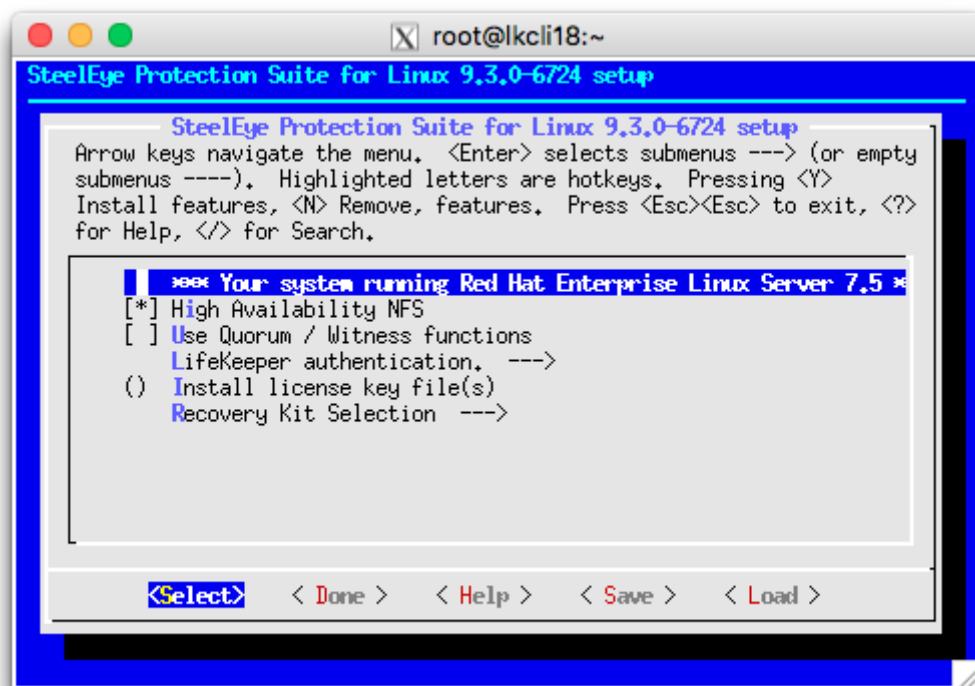 root@lkcli18:~
SteelEye Protection Suite for Linux 9.3.0-6724 setup
SteelEye Protection Suite for Linux 9.3.0-6724 setup
Arrow keys navigate the menu.  <Enter> selects submenus ---> (or empty
submenus ----).  Highlighted letters are hotkeys.  Pressing <Y>
Install features, <N> Remove, features.  Press <Esc><Esc> to exit, <?>
for Help, </> for Search.
*** Your system running Red Hat Enterprise Linux Server 7.5 *
[*] High Availability NFS
[ ] Use Quorum / Witness functions
LifeKeeper authentication.  --->
() Install license key file(s)
Recovery Kit Selection  --->
<Select> < Done > < Help > < Save > < Load >